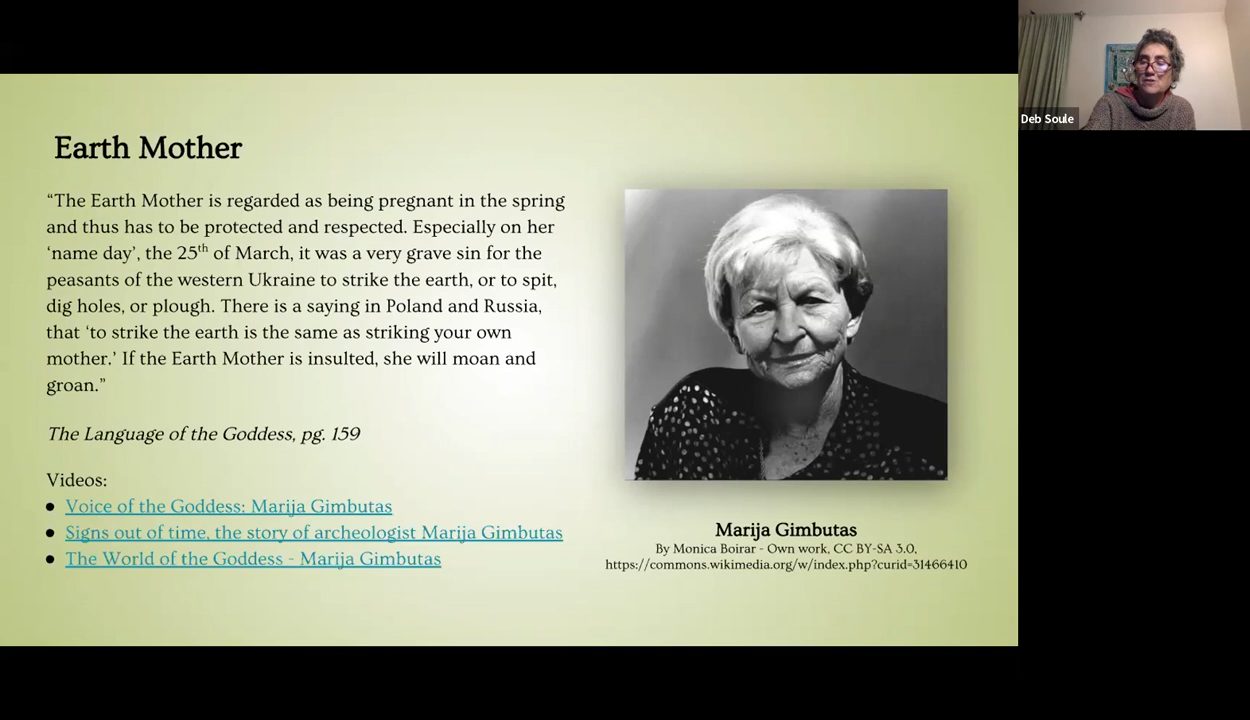 Earth Mother
“The Earth Mother is regarded as being pregnant in the spring
and thus has to be protected and respected. Especially on her
‘name day’, the 25th of March, it was a very grave sin for the
peasants of the western Ukraine to strike the earth, or to spit,
dig holes, or plough. There is a saying in Poland and Russia,
that ‘to strike the earth is the same as striking your own
mother.’ If the Earth Mother is insulted, she will moan and
groan.”
The Language of the Goddess, pg. 159
Videos:
● Voice of the Goddess: Marija Gimbutas
● Signs out of time, the story of archeologist Marija Gimbutas
● The World of the Goddess - Marija Gimbutas
Marija Gimbutas
By Monica Boirar - Own work, CC BY-SA 3.0,
https://commons.wikimedia.org/w/index.php?curid=31466410
Deb Soule